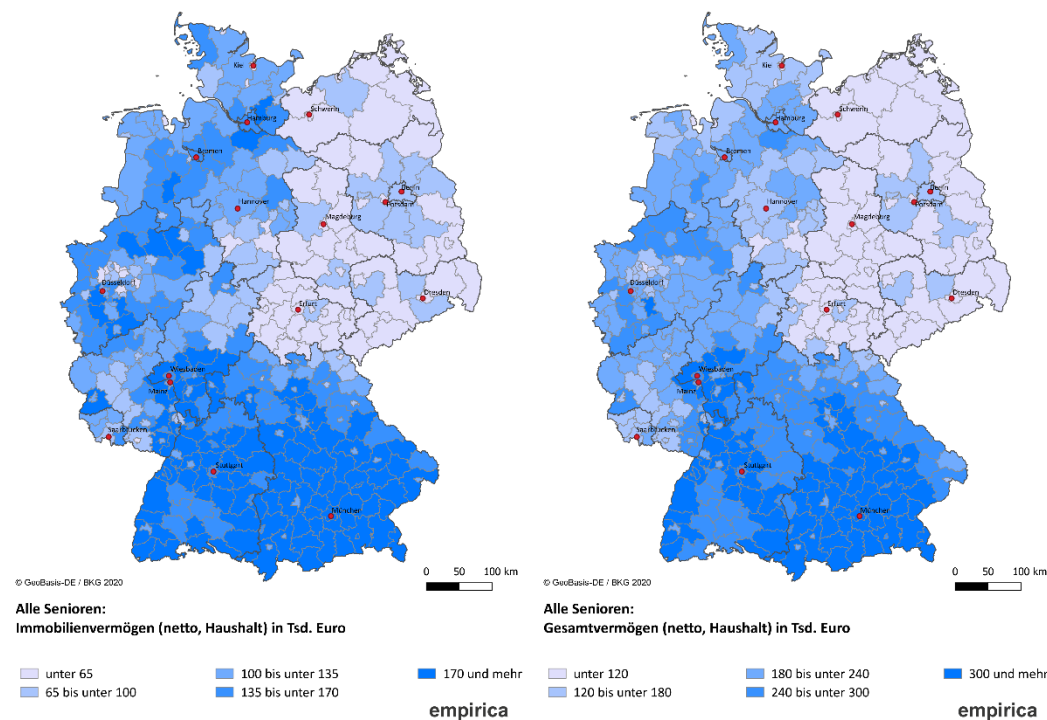 Kie
Schwerin
Hamburg
Bremen
Berlin
Potsdam
Hannover
Magdeburg
Düsseldorf
Dresden
Erfurt
Wiesbaden
Mainz
Saarbrücken
Stuttgart
München
0 50 100 km
© GeoBasis-DE / BKG 2020
Alle Senioren:
Immobilienvermögen (netto, Haushalt) in Tsd. Euro
unter 65
100 bis unter 135
170 und mehr
65 bis unter 100
135 bis unter 170
empirica
Kie
Schwerin
Hamburg
Bremen
Berlin
Potsdam
Hannover
Magdeburg
Düsseldorf
Dresden
Erfurt
Wiesbaden
Mainz
Saarbrücken
Stuttgart
München
0 50 100 km
© GeoBasis-DE / BKG 2020
Alle Senioren:
Gesamtvermögen (netto, Haushalt) in Tsd. Euro
unter 120
180 bis unter 240
300 und mehr
120 bis unter 180
240 bis unter 300
empirica